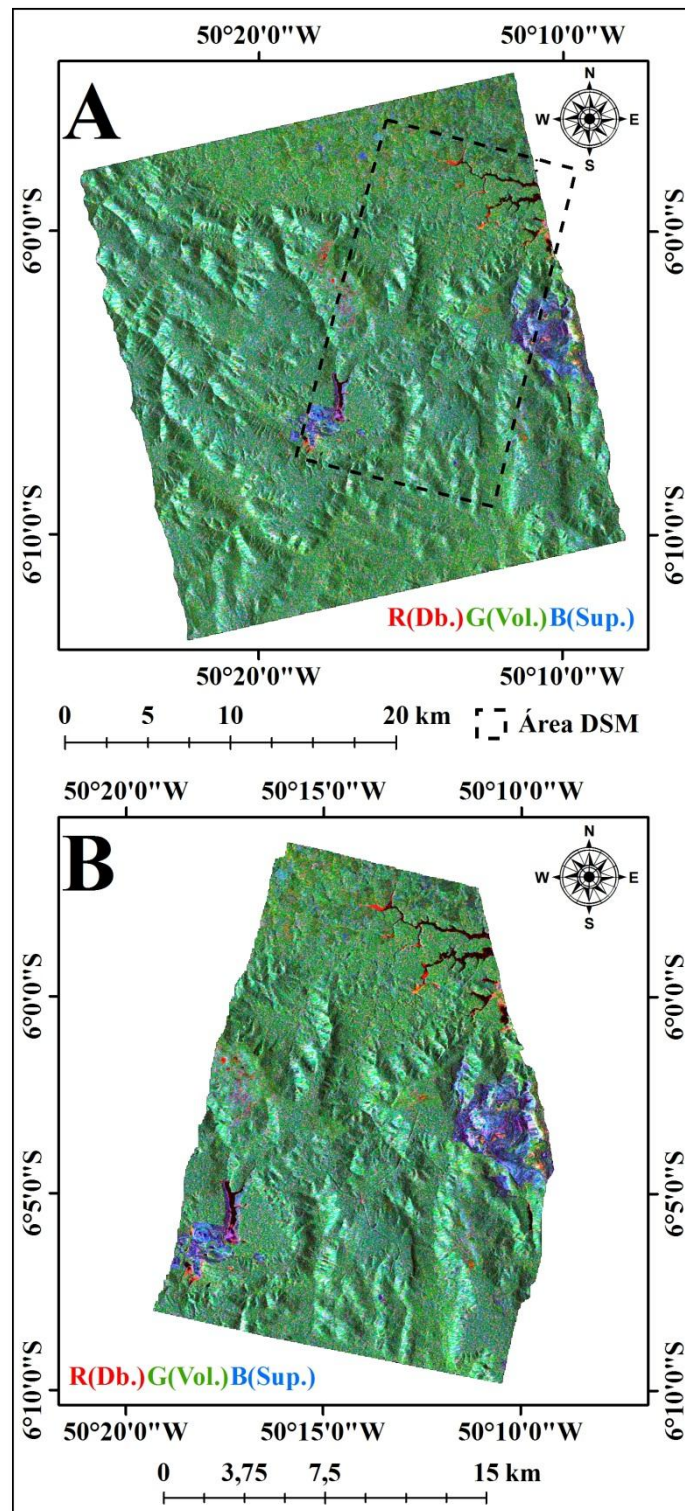 50°20'0"W 50°10'0"W
A
N
W E
S
6°0'0"S 6°0'0"S
6°10'0"S 6°10'0"S
R(Db.)G(Vol.)B(Sup.)
50°20'0"W 50°10'0"W
0 5 10 20 km
Área DSM
50°20'0"W 50°15'0"W 50°10'0"W
B
N
W E
S
6°0'0"S 6°0'0"S
6°5'0"S 6°5'0"S
R(Db.)G(Vol.)B(Sup.)
6°10'0"S 6°10'0"S
50°20'0"W 50°15'0"W 50°10'0"W
0 3,75 7,5 15 km